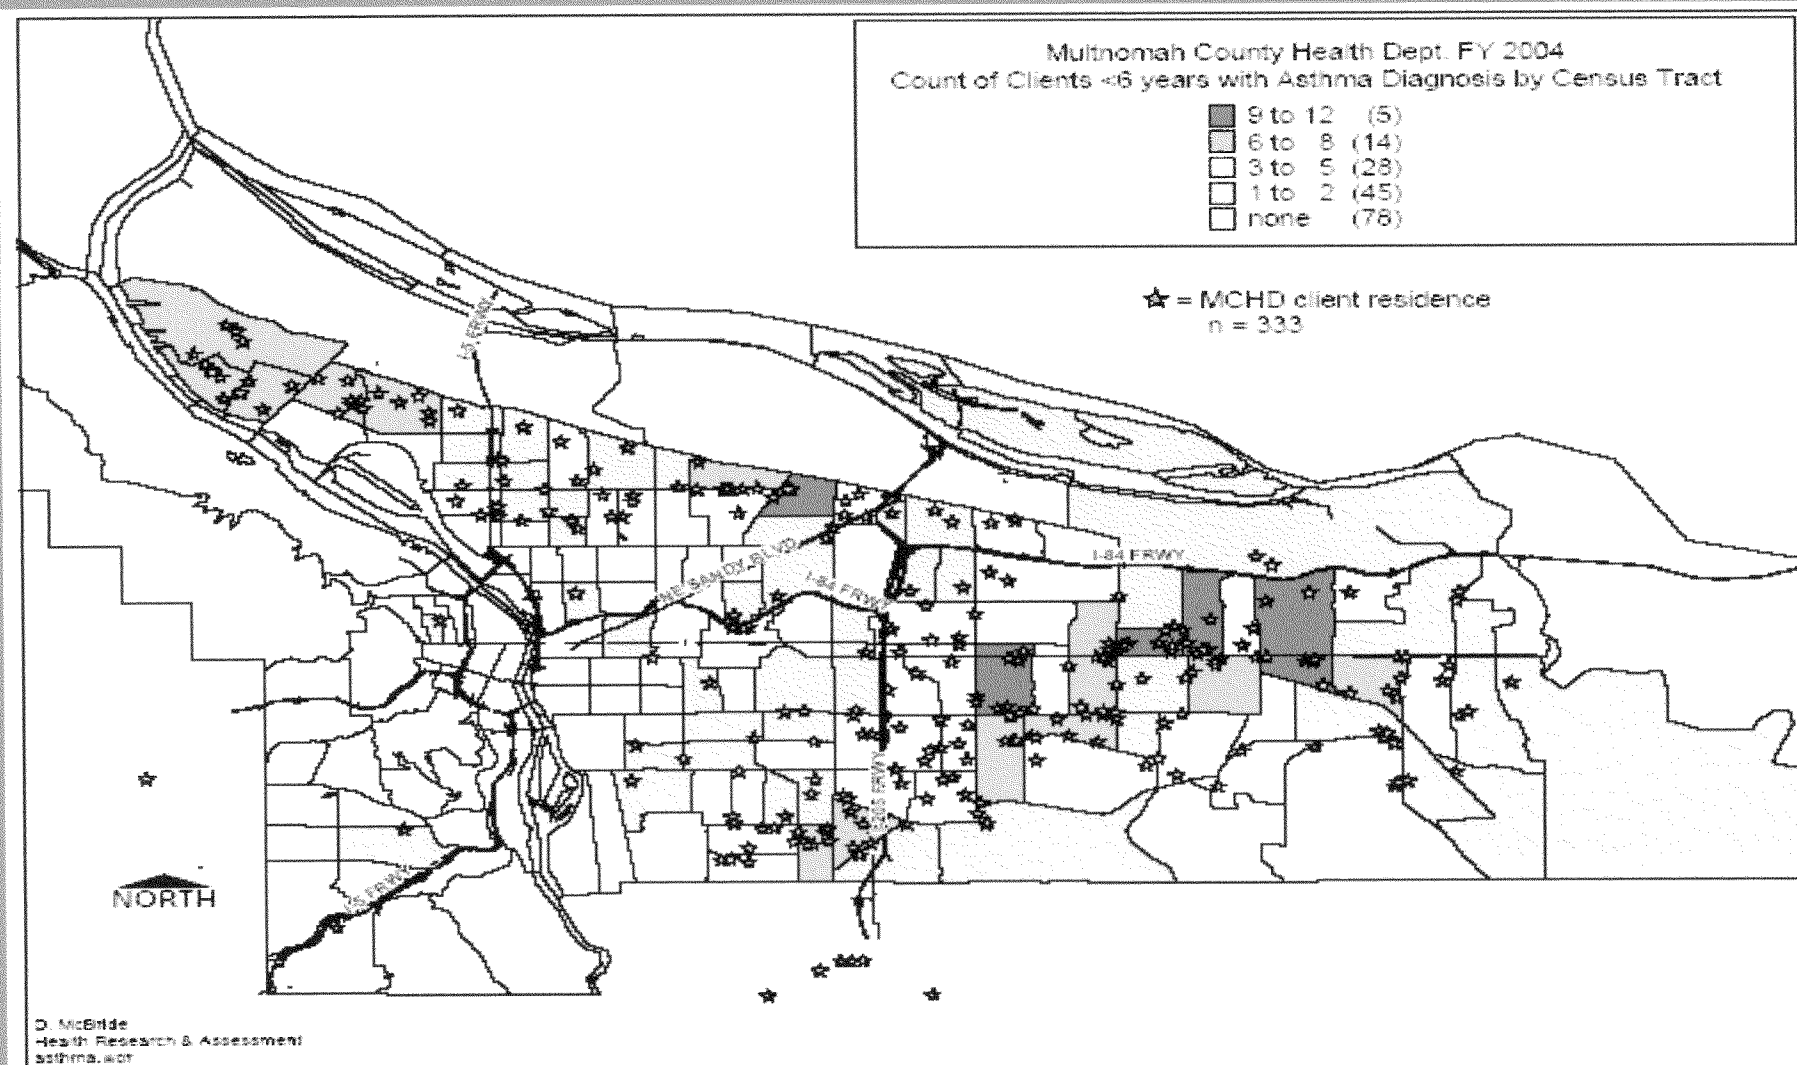 Multnomah County Health Dept. FY 2004
Count of Clients <6 years with Asthma Diagnosis by Census Tract
9 to 12 (5)
6 to 8 (14)
3 to 5 (28)
1 to 2 (45)
none (78)
= MCHD client residence
n = 333
I-5 FRWY
I-84 FRWY
NE SANDY BLVD
I-84 FRWY
I-205 FRWY
I-5 FRWY
NORTH
D. McBride
Health Research & Assessment
asthma.wor